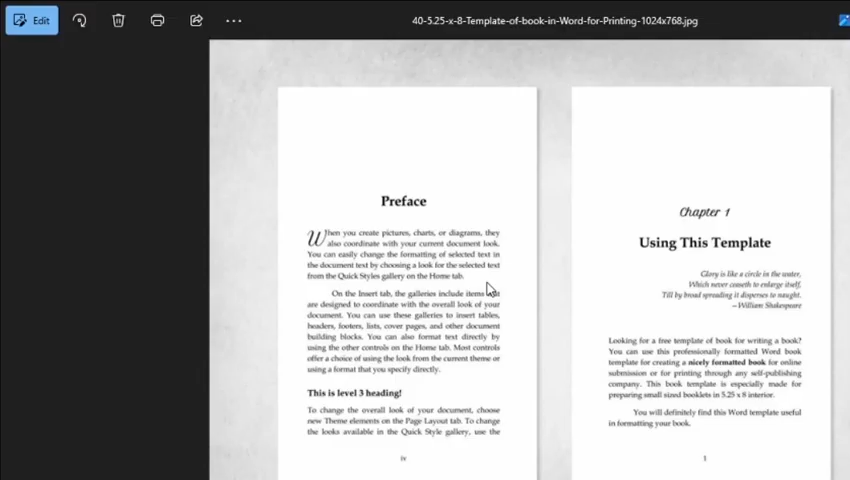 Edit
40-5.25-x-8-Template-of-book-in-Word-for-Printing-1024x768.jpg
Preface
When you create pictures, charts, or diagrams, they
also coordinate with your current document look.
You can easily change the formatting of selected text in
the document text by choosing a look for the selected text
from the Quick Styles gallery on the Home tab.
On the Insert tab, the galleries include items that
are designed to coordinate with the overall look of your
document. You can use these galleries to insert tables,
headers, footers, lists, cover pages, and other document
building blocks. You can also format text directly by
using the other controls on the Home tab. Most controls
offer a choice of using the look from the current theme or
using a format that you specify directly.
This is level 3 heading!
To change the overall look of your document, choose
new Theme elements on the Page Layout tab. To change
the looks available in the Quick Style gallery, use the
iv
Chapter 1
Using This Template
Glory is like a circle in the water,
Which never ceaseth to enlarge itself,
Till by broad spreading it disperses to naught.
—William Shakespeare
Looking for a free template of book for writing a book?
You can use this professionally formatted Word book
template for creating a nicely formatted book for online
submission or for printing through any self-publishing
company. This book template is especially made for
preparing small sized booklets in 5.25 x 8 interior.
You will definitely find this Word template useful
in formatting your book.
1